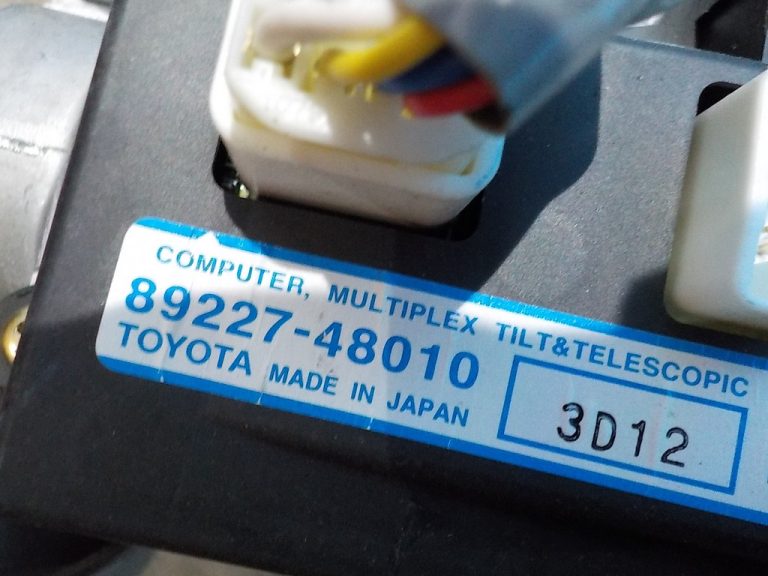 COMPUTER, MULTIPLEX TILT&TELESCOPIC
89227-48010
TOYOTA MADE IN JAPAN
3D12